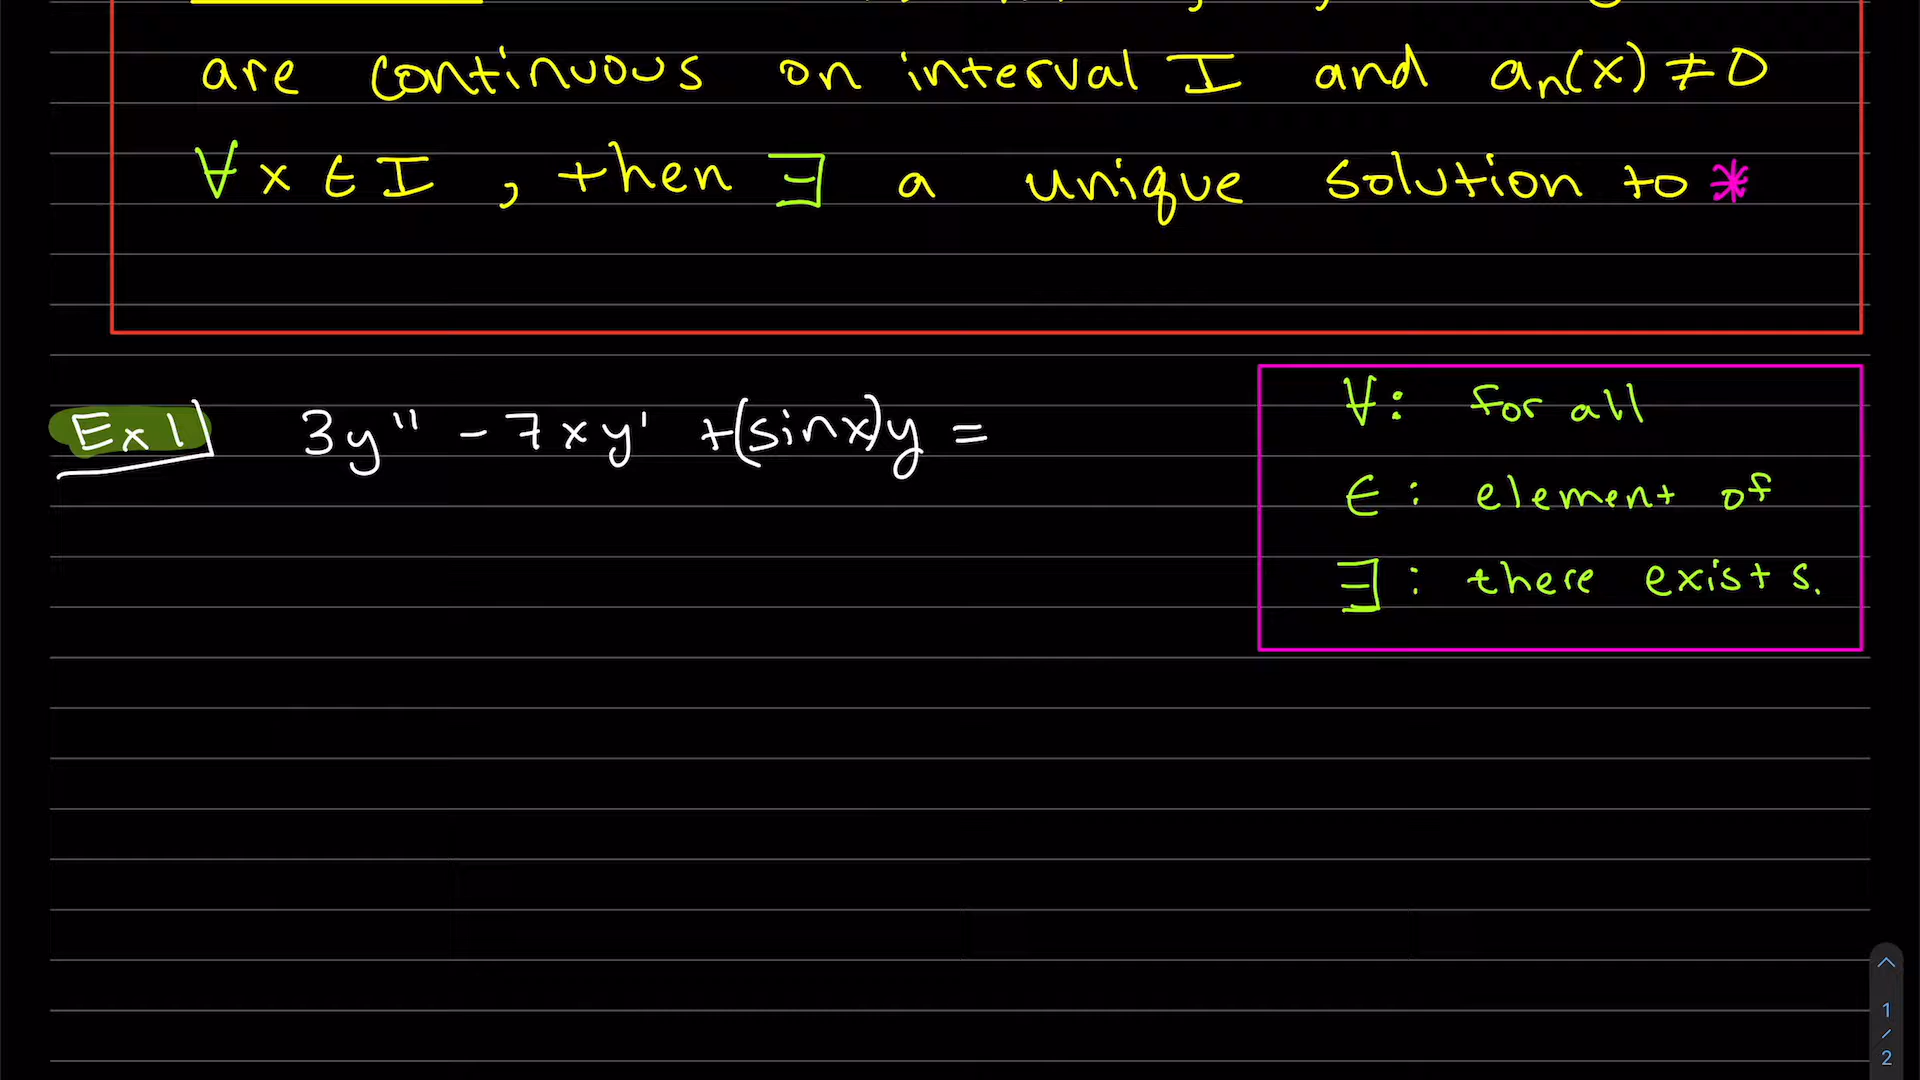 are continuous on interval I and aₙ(x) ≠ 0
∀ x ∈ I , then ∃ a unique solution to *
Ex 1 3y'' - 7xy' + (sinx)y =
∀ : for all
∈ : element of
∃ : there exists.
1
/
2